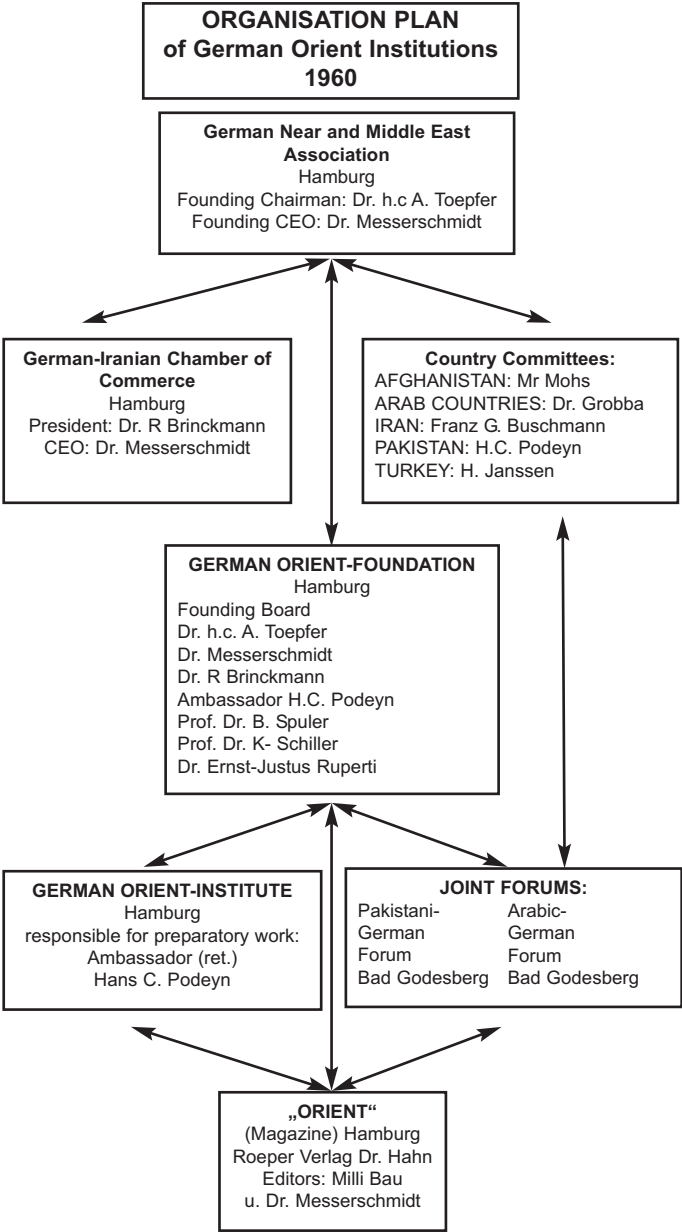 ORGANISATION PLAN
of German Orient Institutions
1960
German Near and Middle East
Association
Hamburg
Founding Chairman: Dr. h.c A. Toepfer
Founding CEO: Dr. Messerschmidt
German-Iranian Chamber of
Commerce
Hamburg
President: Dr. R Brinckmann
CEO: Dr. Messerschmidt
Country Committees:
AFGHANISTAN: Mr Mohs
ARAB COUNTRIES: Dr. Grobba
IRAN: Franz G. Buschmann
PAKISTAN: H.C. Podeyn
TURKEY: H. Janssen
GERMAN ORIENT-FOUNDATION
Hamburg
Founding Board
Dr. h.c. A. Toepfer
Dr. Messerschmidt
Dr. R Brinckmann
Ambassador H.C. Podeyn
Prof. Dr. B. Spuler
Prof. Dr. K- Schiller
Dr. Ernst-Justus Ruperti
GERMAN ORIENT-INSTITUTE
Hamburg
responsible for preparatory work:
Ambassador (ret.)
Hans C. Podeyn
JOINT FORUMS:
Pakistani-
German
Forum
Bad Godesberg
Arabic-
German
Forum
Bad Godesberg
„ORIENT“
(Magazine) Hamburg
Roeper Verlag Dr. Hahn
Editors: Milli Bau
u. Dr. Messerschmidt